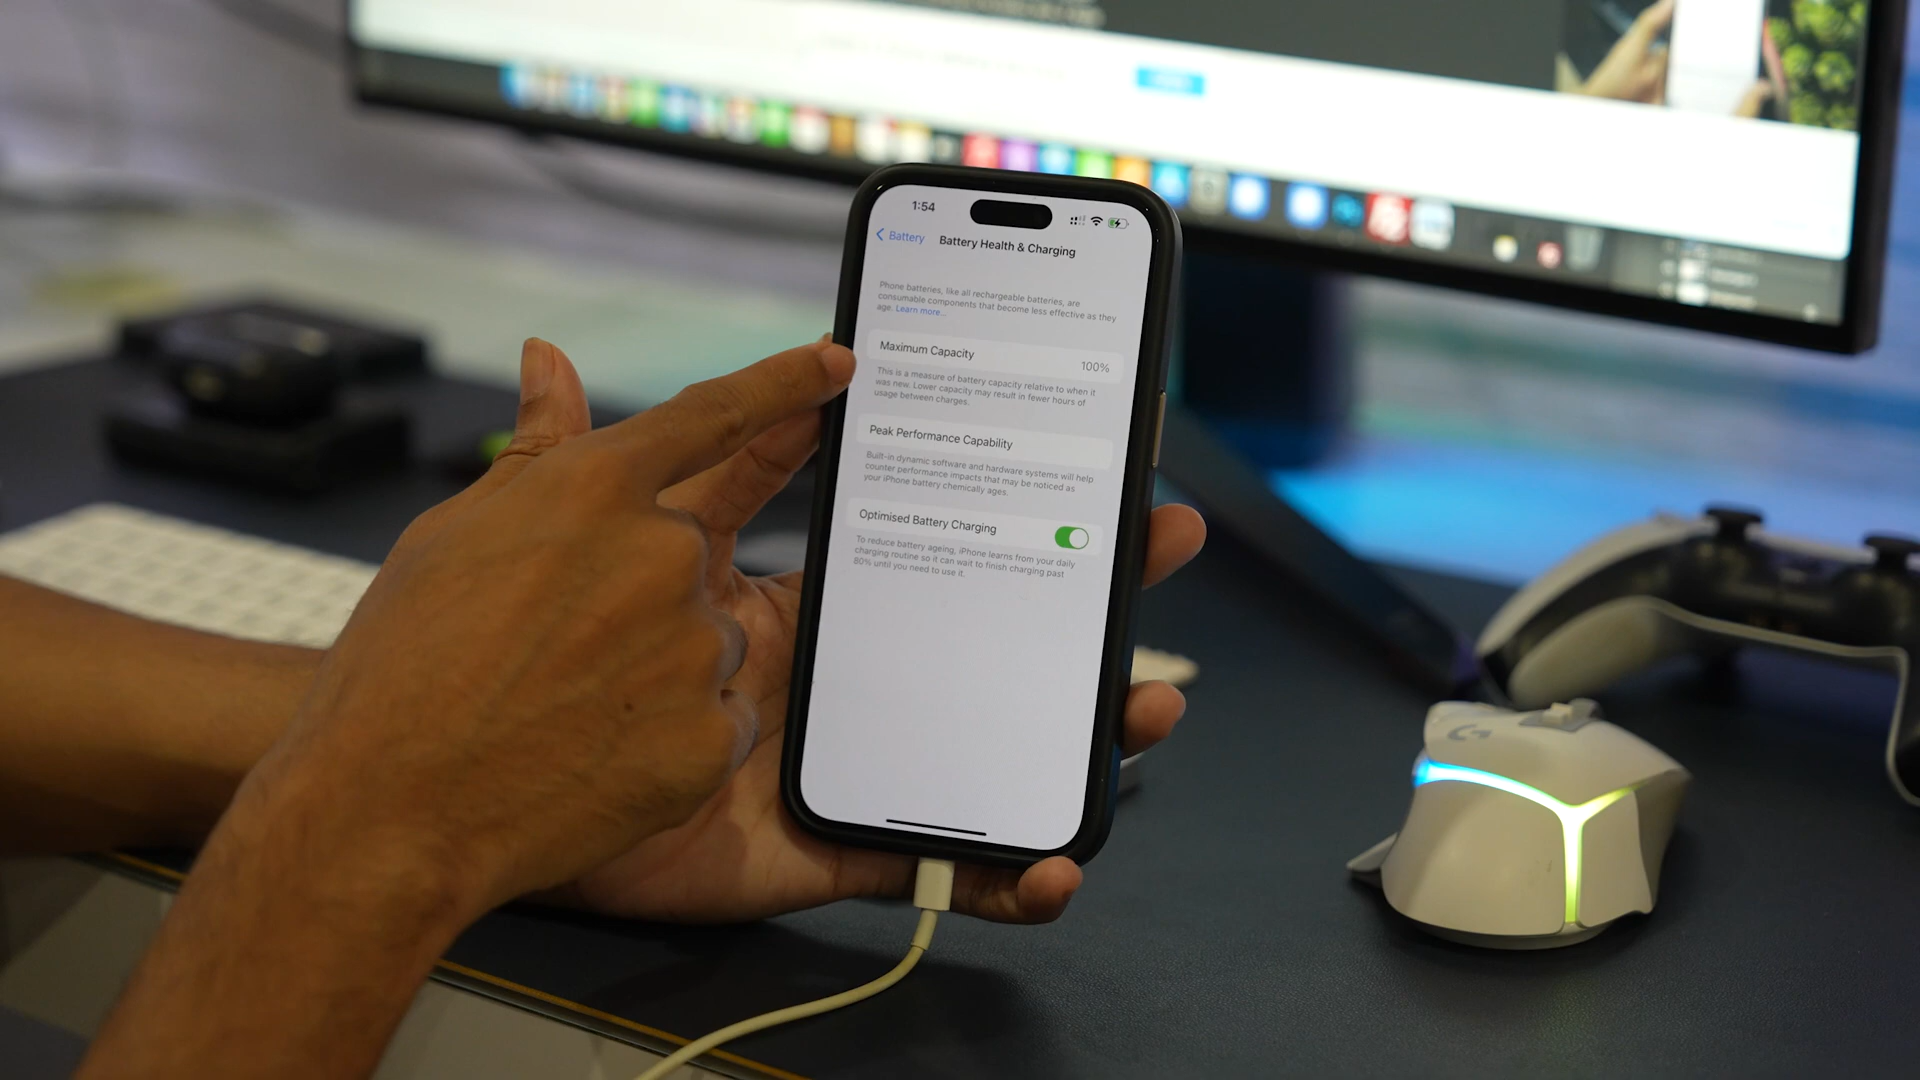 1:54
Battery
Battery Health & Charging
Phone batteries, like all rechargeable batteries, are
consumable components that become less effective as they
age. Learn more...
Maximum Capacity 100%
This is a measure of battery capacity relative to when it
was new. Lower capacity may result in fewer hours of
usage between charges.
Peak Performance Capability
Built-in dynamic software and hardware systems will help
counter performance impacts that may be noticed as
your iPhone battery chemically ages.
Optimised Battery Charging
To reduce battery ageing, iPhone learns from your daily
charging routine so it can wait to finish charging past
80% until you need to use it.
G